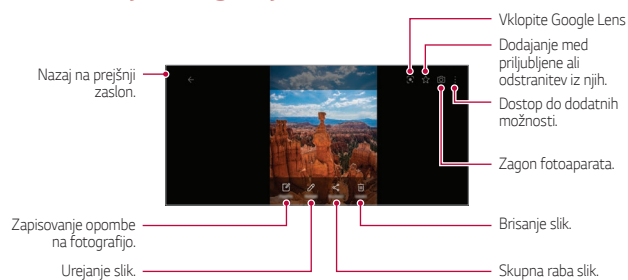 Vklopite Google Lens
Dodajanje med
priljubljene ali
odstranitev iz njih.
Nazaj na prejšnji
zaslon.
Dostop do dodatnih
možnosti.
Zagon fotoaparata.
Zapisovanje opombe
na fotografijo.
Brisanje slik.
Urejanje slik.
Skupna raba slik.